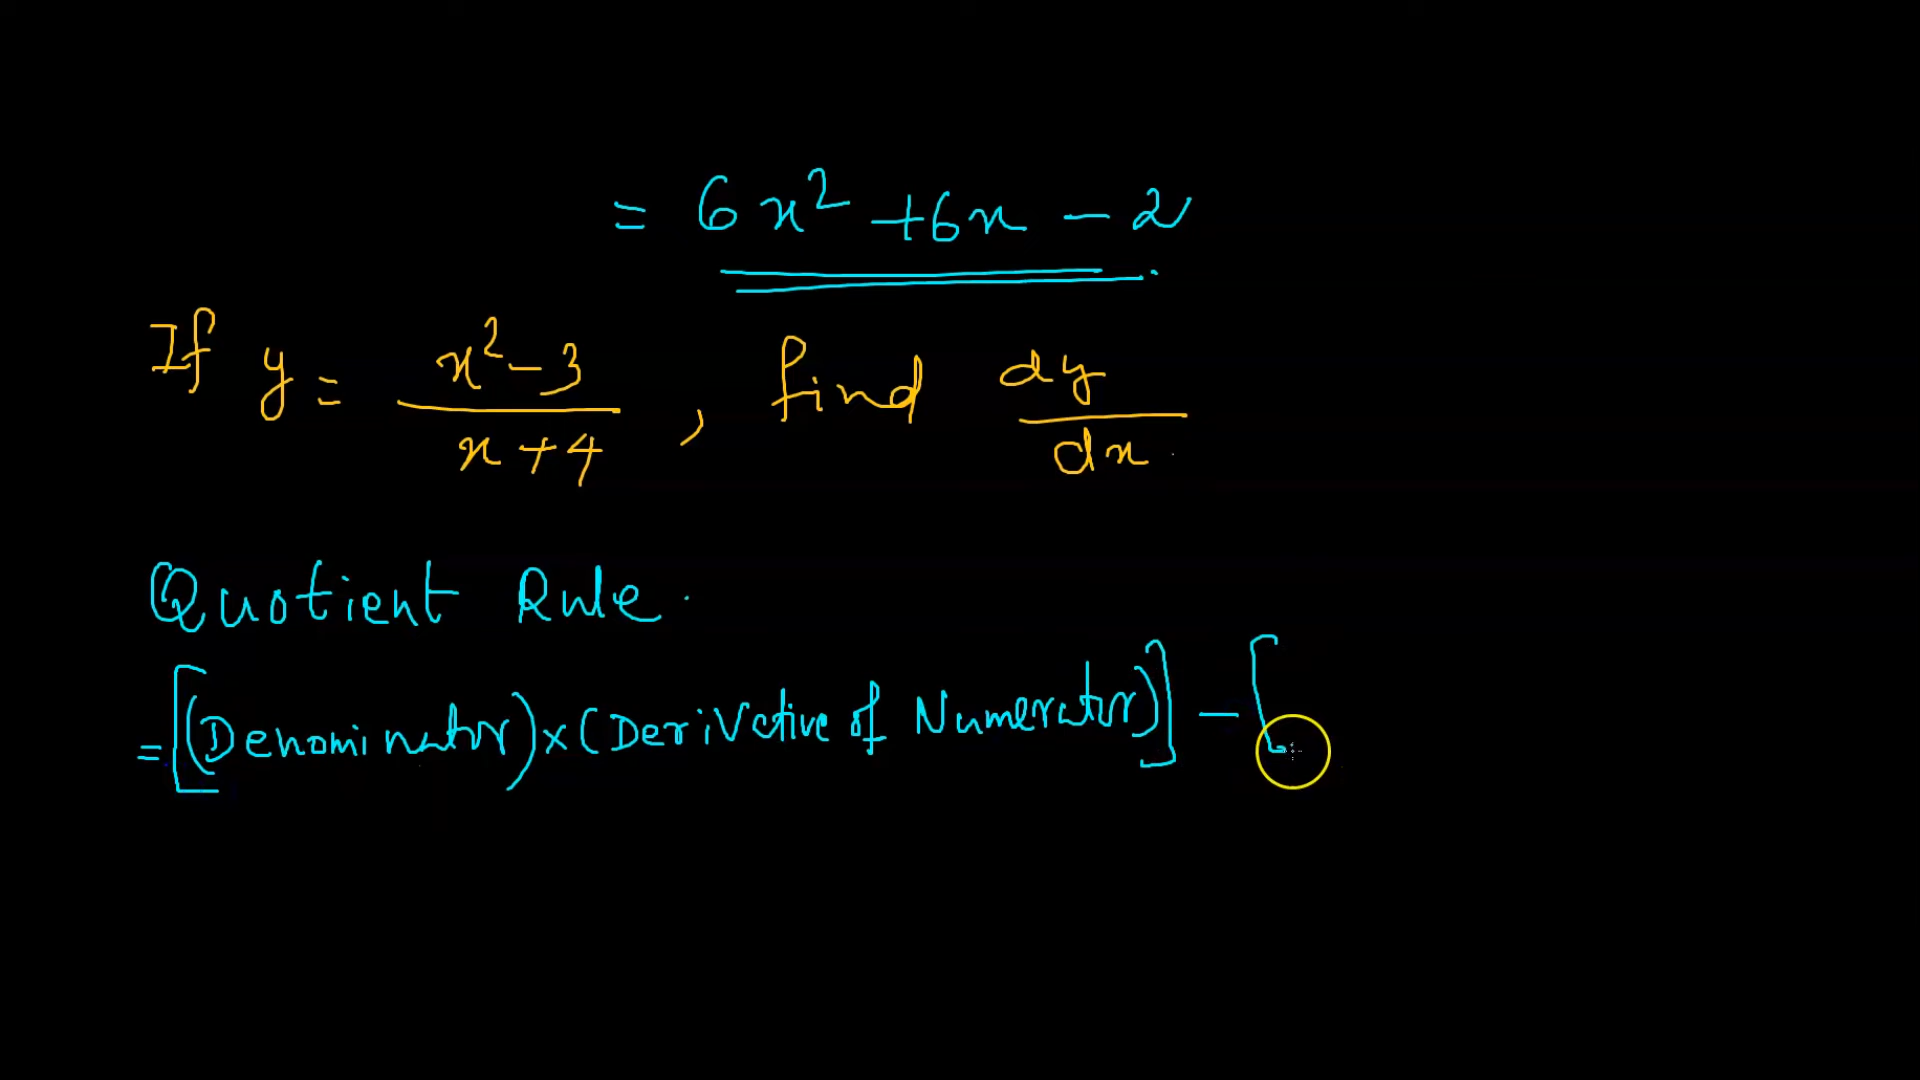 = 6x² + 6x - 2
If y = (x² - 3)/(x + 4), find dy/dx.
Quotient Rule.
= [(Denominator) × (Derivative of Numerator)] - [